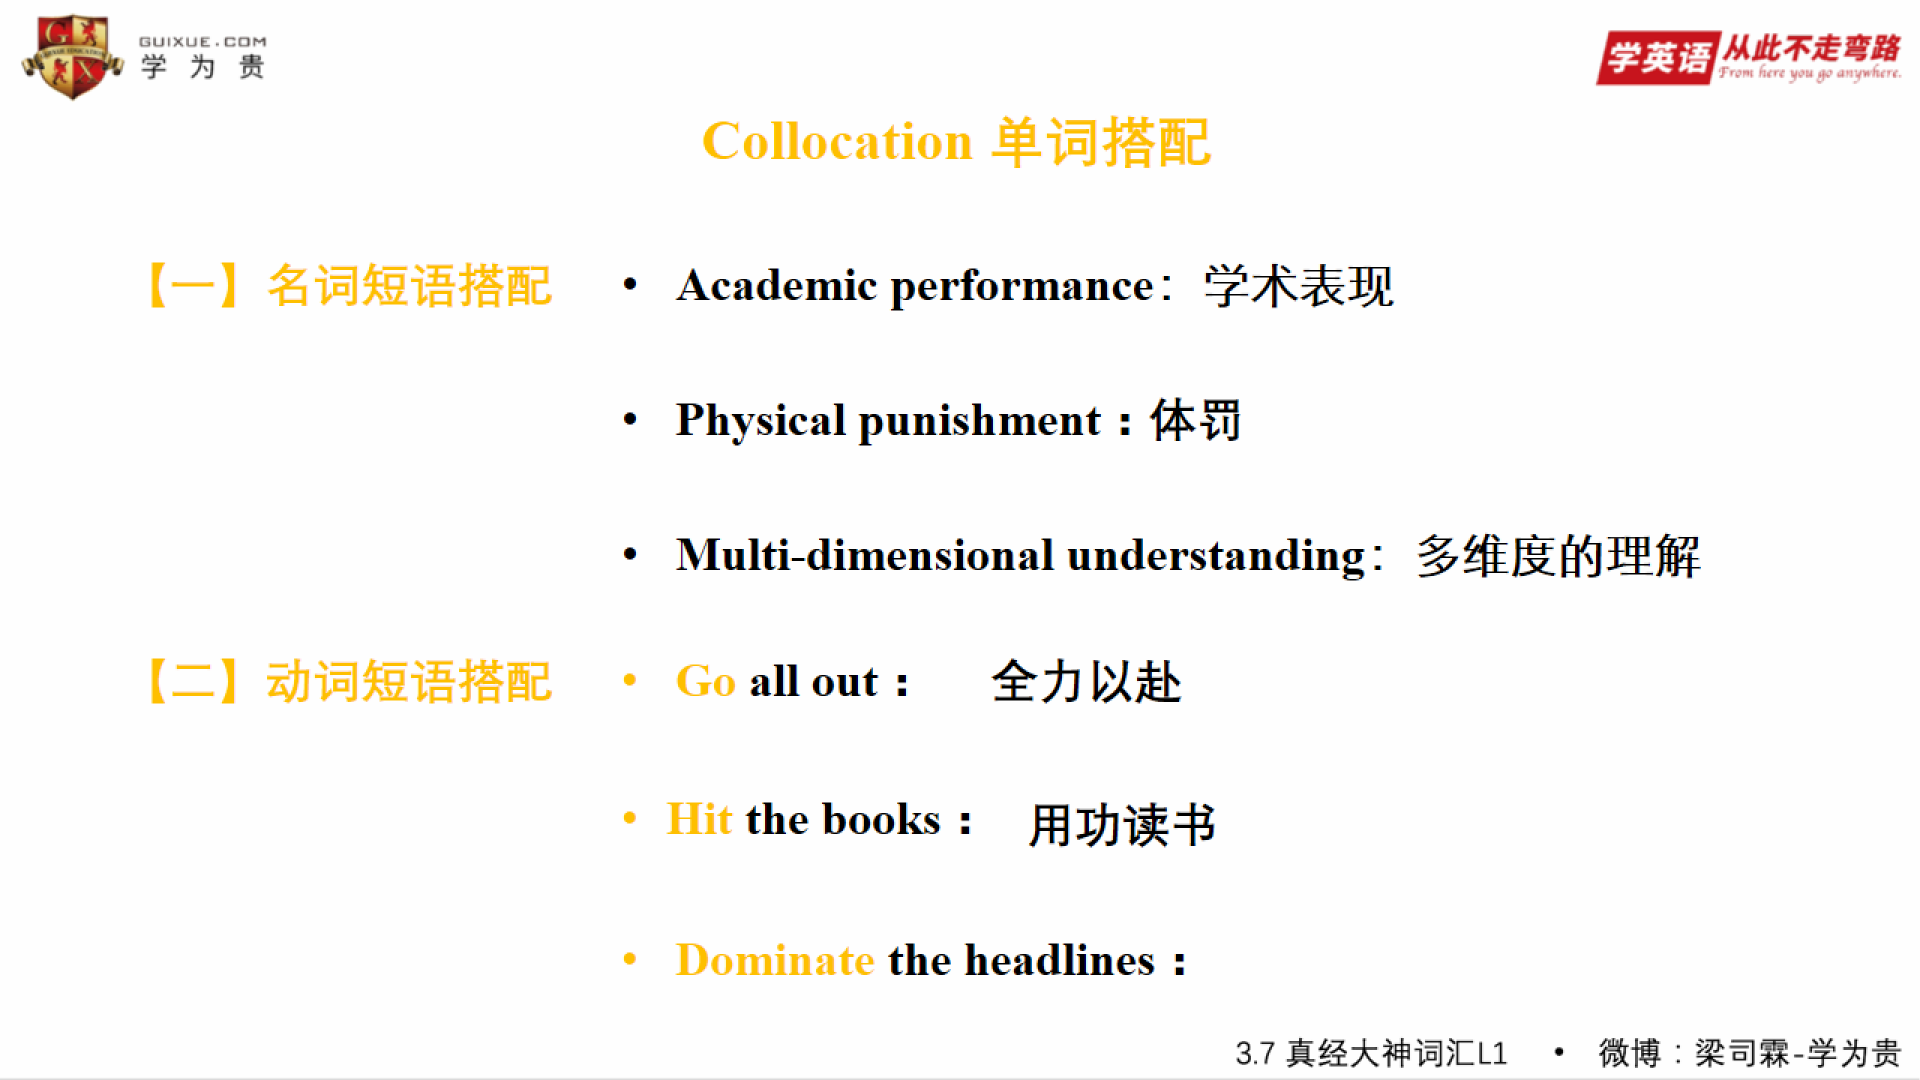 GUIXUE.COM
学为贵
学英语 从此不走弯路
From here you go anywhere.
Collocation 单词搭配
【一】名词短语搭配
• Academic performance：学术表现
• Physical punishment：体罚
• Multi-dimensional understanding：多维度的理解
【二】动词短语搭配
• Go all out： 全力以赴
• Hit the books： 用功读书
• Dominate the headlines：
3.7 真经大神词汇L1 • 微博：梁司霖-学为贵